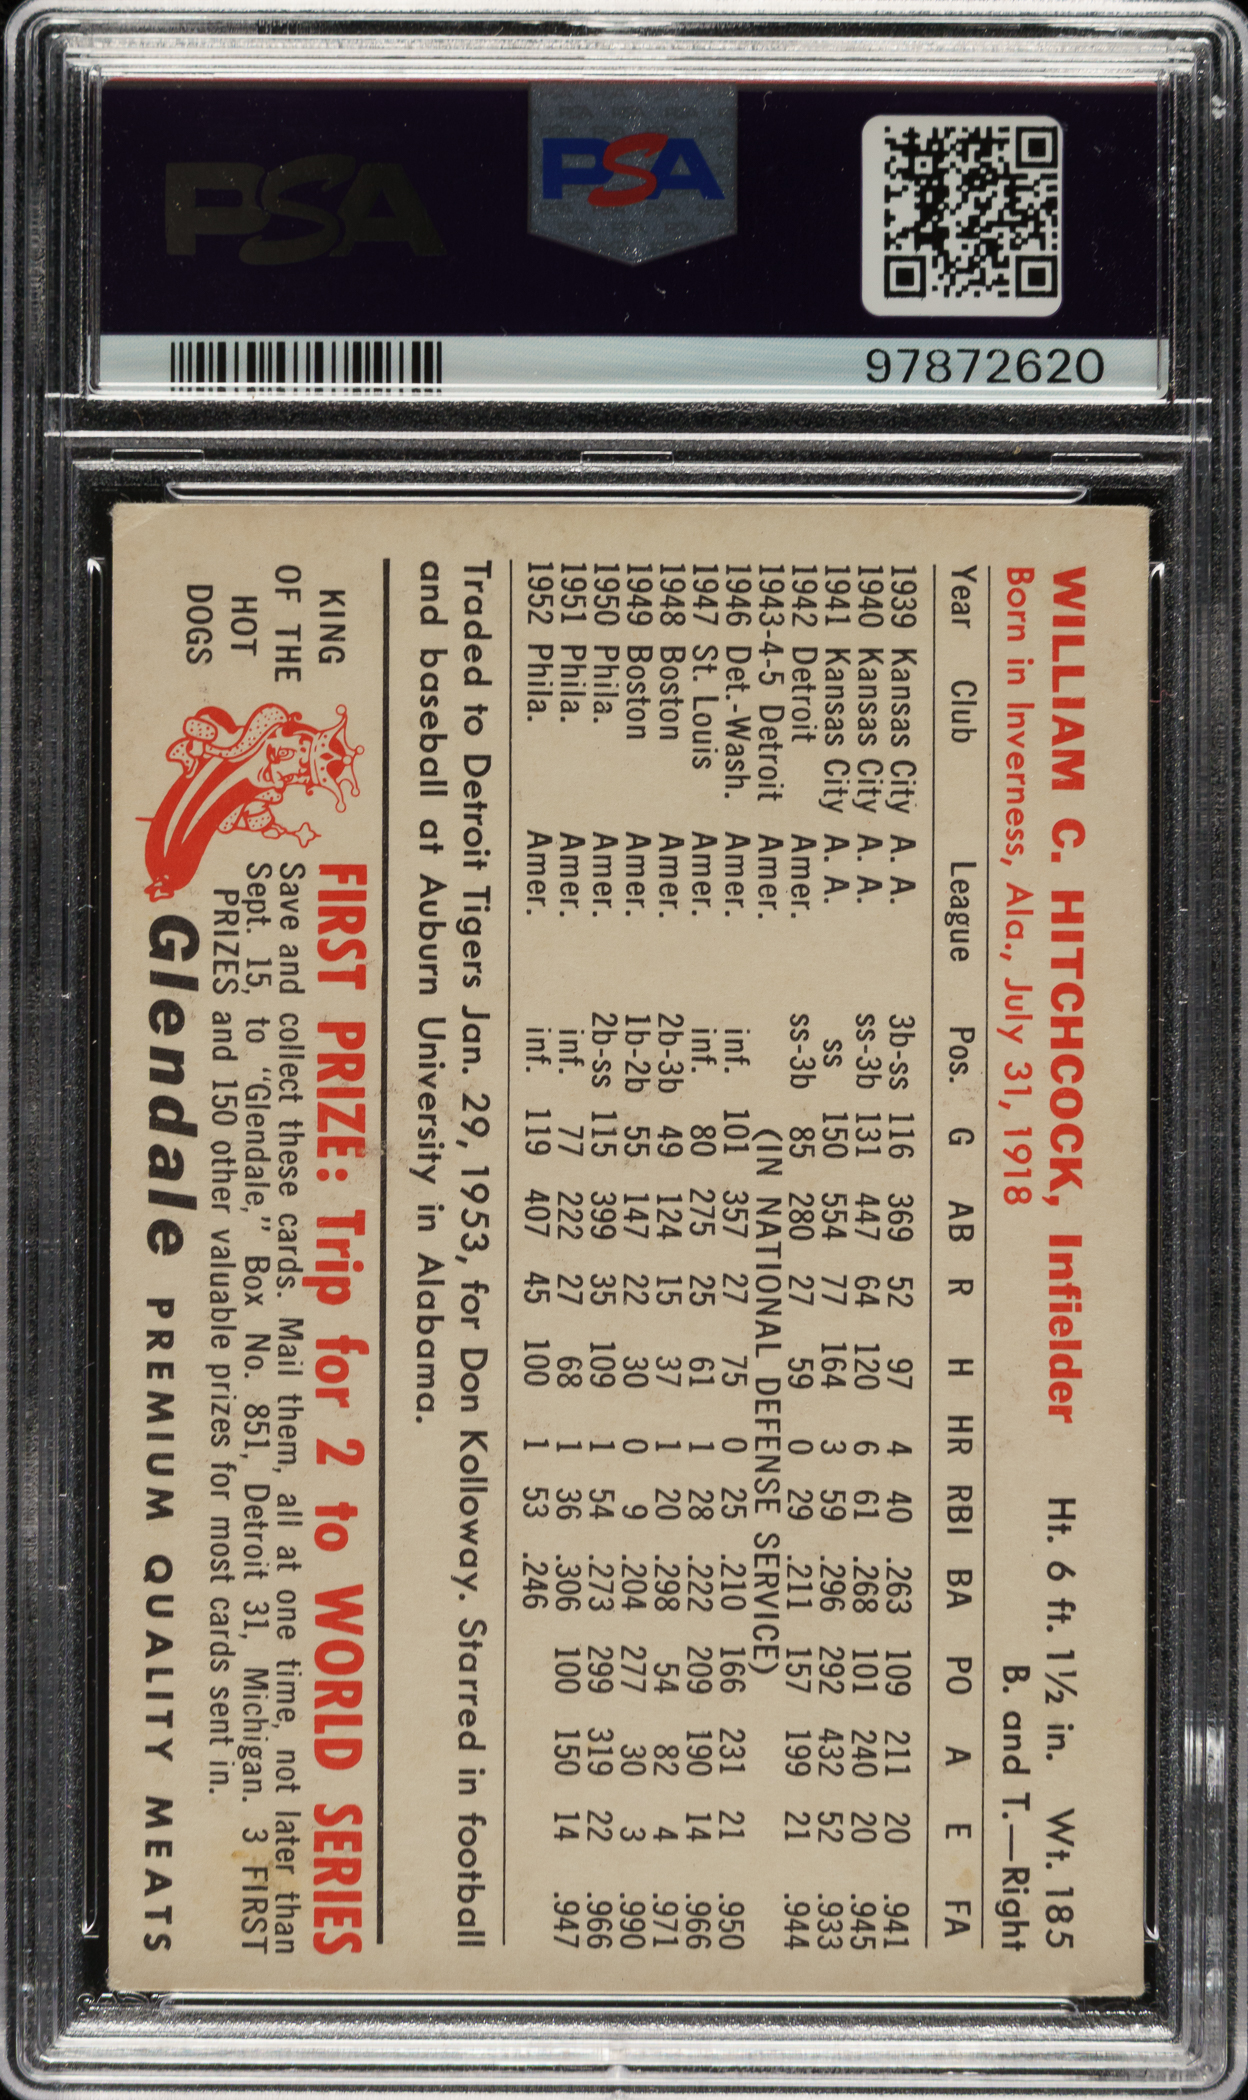 PSA
PSA
97872620
WILLIAM C. HITCHCOCK, Infielder Ht. 6 ft. 1½ in. Wt. 185
Born in Inverness, Ala., July 31, 1918 B. and T.—Right
Year Club League Pos. G AB R H HR RBI BA PO A E FA
1939 Kansas City A. A. 3b-ss 116 369 52 97 4 40 .263 109 211 20 .941
1940 Kansas City A. A. ss-3b 131 447 64 120 6 61 .268 101 240 20 .945
1941 Kansas City A. A. ss 150 554 77 164 3 59 .296 292 432 52 .933
1942 Detroit Amer. ss-3b 85 280 27 59 0 29 .211 157 199 21 .944
1943-4-5 Detroit Amer. (IN NATIONAL DEFENSE SERVICE)
1946 Det.-Wash. Amer. inf. 101 357 27 75 0 25 .210 166 231 21 .950
1947 St. Louis Amer. inf. 80 275 25 61 1 28 .222 209 190 14 .966
1948 Boston Amer. 2b-3b 49 124 15 37 1 20 .298 54 82 4 .971
1949 Boston Amer. 1b-2b 55 147 22 30 0 9 .204 277 30 3 .990
1950 Phila. Amer. 2b-ss 115 399 35 109 1 54 .273 299 319 22 .966
1951 Phila. Amer. inf. 77 222 27 68 1 36 .306 100 150 14 .947
1952 Phila. Amer. inf. 119 407 45 100 1 53 .246
Traded to Detroit Tigers Jan. 29, 1953, for Don Kolloway. Starred in football
and baseball at Auburn University in Alabama.
KING
OF THE
HOT
DOGS
FIRST PRIZE: Trip for 2 to WORLD SERIES
Save and collect these cards. Mail them, all at one time, not later than
Sept. 15, to "Glendale," Box No. 851, Detroit 31, Michigan. 3 FIRST
PRIZES and 150 other valuable prizes for most cards sent in.
Glendale PREMIUM QUALITY MEATS